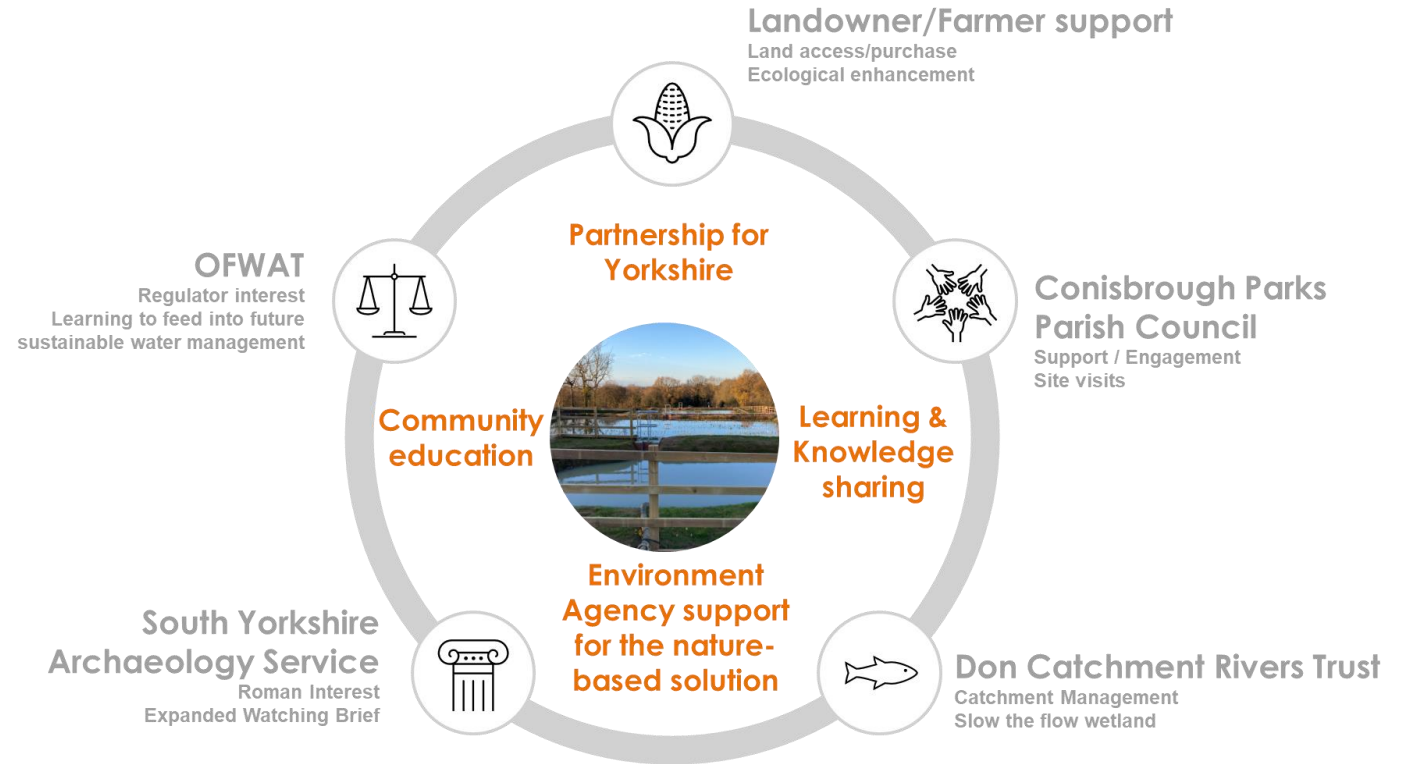 Landowner/Farmer support
Land access/purchase
Ecological enhancement
Partnership for
Yorkshire
OFWAT
Regulator interest
Learning to feed into future
sustainable water management
Conisbrough Parks
Parish Council
Support / Engagement
Site visits
Community
education
Learning &
Knowledge
sharing
Environment
Agency support
for the nature-
based solution
South Yorkshire
Archaeology Service
Roman Interest
Expanded Watching Brief
Don Catchment Rivers Trust
Catchment Management
Slow the flow wetland